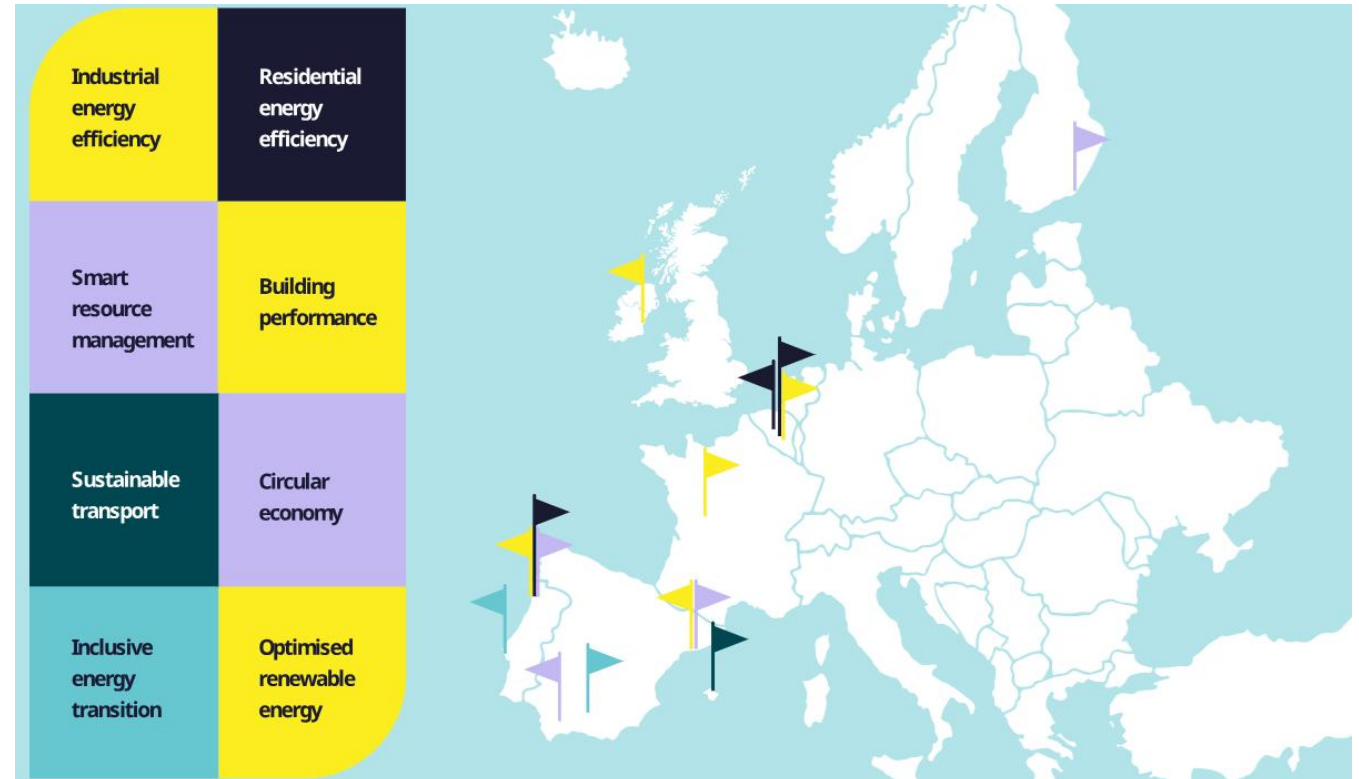 Industrial
energy
efficiency
Residential
energy
efficiency
Smart
resource
management
Building
performance
Sustainable
transport
Circular
economy
Inclusive
energy
transition
Optimised
renewable
energy